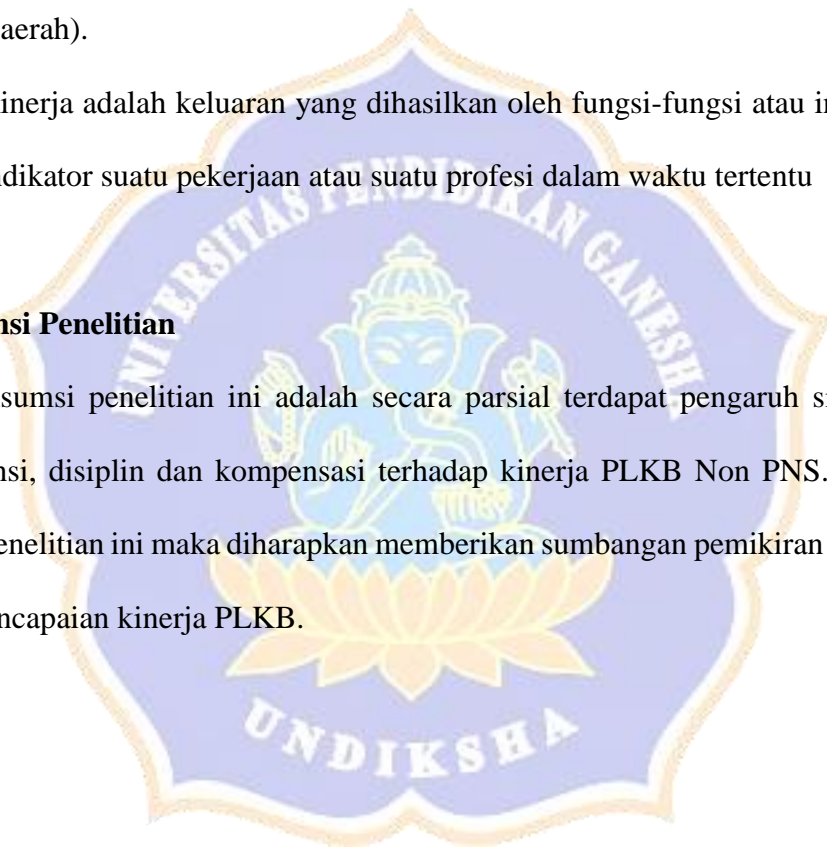 aerah).
inerja adalah keluaran yang dihasilkan oleh fungsi-fungsi atau in
ndikator suatu pekerjaan atau suatu profesi dalam waktu tertentu
nsi Penelitian
sumsi penelitian ini adalah secara parsial terdapat pengaruh si
nsi, disiplin dan kompensasi terhadap kinerja PLKB Non PNS.
enelitian ini maka diharapkan memberikan sumbangan pemikiran
ncapaian kinerja PLKB.
UNIVERSITAS PENDIDIKAN GANESHA
UNDIKSHA